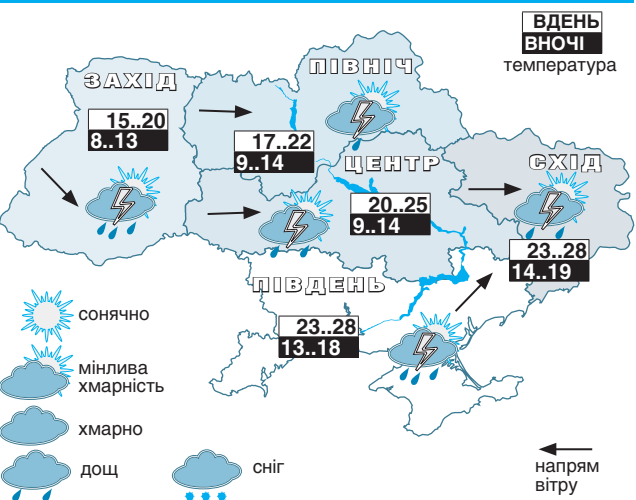 ВДЕНЬ
ВНОЧІ
температура
ЗАХІД
15..20
8..13
ПІВНІЧ
17..22
9..14
ЦЕНТР
20..25
9..14
СХІД
23..28
14..19
ПІВДЕНЬ
23..28
13..18
сонячно
мінлива
хмарність
хмарно
дощ
сніг
напрям
вітру